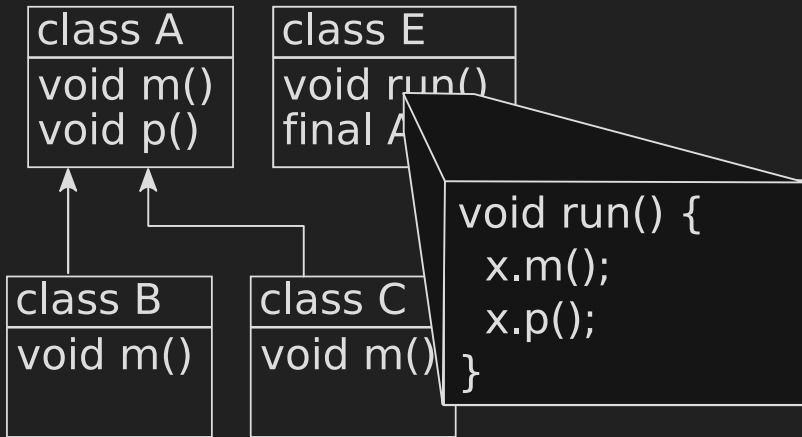 class A
void m()
void p()
class E
void run()
final A
class B
void m()
class C
void m()
void run() {
x.m();
x.p();
}